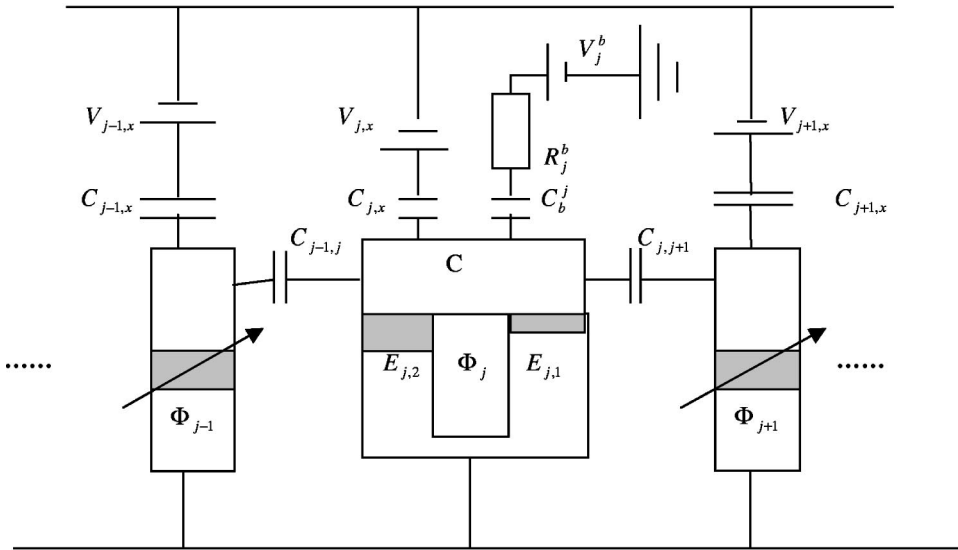 V_j^b
V_{j-1,x}
V_{j,x}
V_{j+1,x}
R_j^b
C_{j-1,x}
C_{j,x}
C_b^j
C_{j+1,x}
C_{j-1,j}
C_{j,j+1}
C
......
E_{j,2}
Φ_j
E_{j,1}
......
Φ_{j-1}
Φ_{j+1}